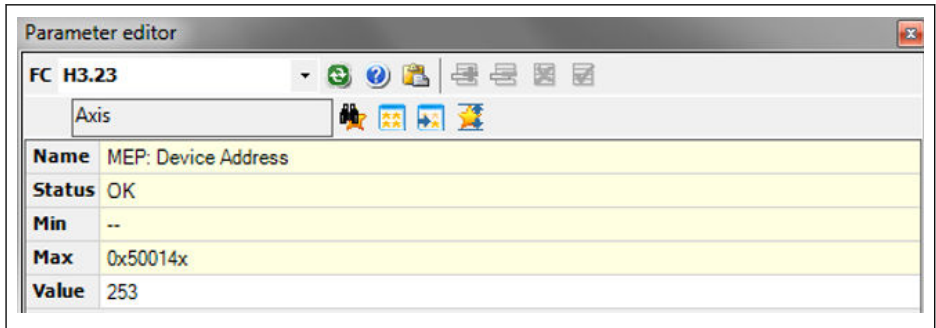 Parameter editor
FC H3.23
Axis
Name MEP: Device Address
Status OK
Min --
Max 0x50014x
Value 253